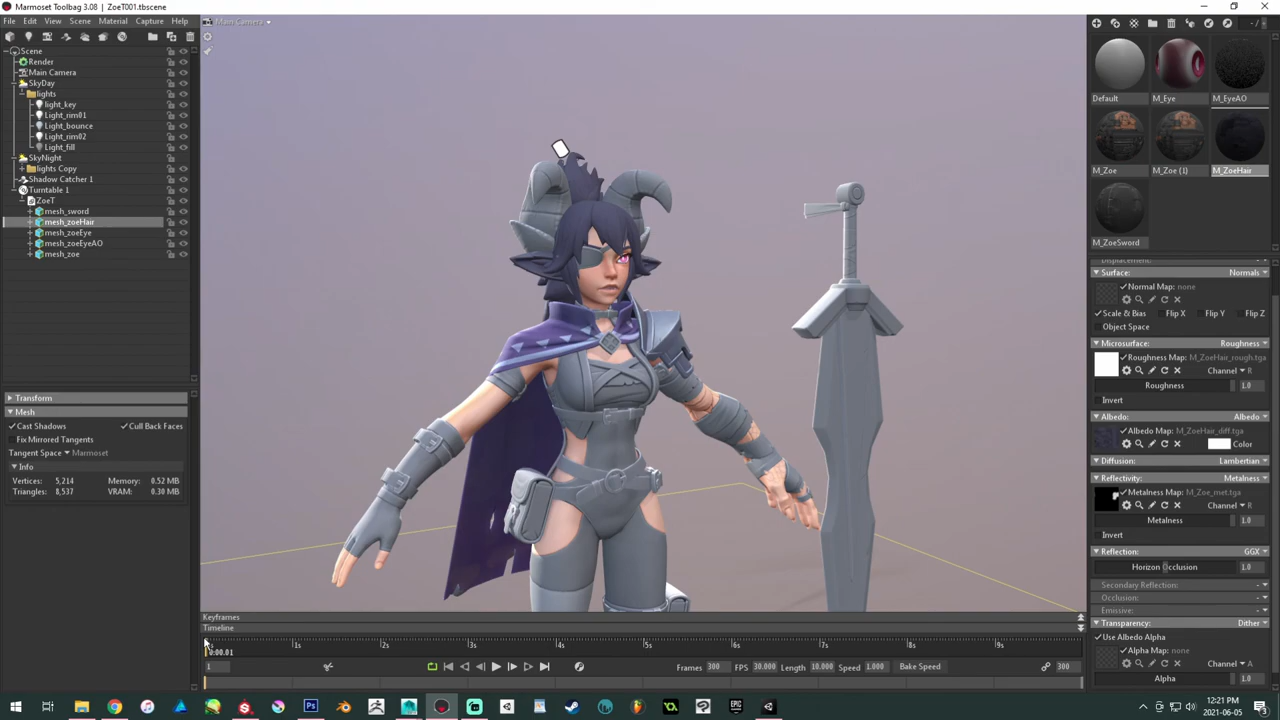 Marmoset Toolbag 3.08 | ZoeT001.tbscene
File Edit View Scene Material Capture Help
Main Camera
Scene
Render
Main Camera
SkyDay
lights
light_key
Light_rim01
Light_bounce
Light_rim02
Light_fill
SkyNight
lights Copy
Shadow Catcher 1
Turntable 1
ZoeT
mesh_sword
mesh_zoeHair
mesh_zoeEye
mesh_zoeEyeAO
mesh_zoe
Transform
Mesh
Cast Shadows Cull Back Faces
Fix Mirrored Tangents
Tangent Space Marmoset
Info
Vertices: 5,214 Memory: 0.52 MB
Triangles: 8,537 VRAM: 0.30 MB
Default M_Eye M_EyeAO
M_Zoe M_Zoe (1) M_ZoeHair
M_ZoeSword
Displacement:
Surface: Normals
Normal Map: none
Scale & Bias Flip X Flip Y Flip Z
Object Space
Microsurface: Roughness
Roughness Map: M_ZoeHair_rough.tga
Channel R
Roughness 1.0
Invert
Albedo: Albedo
Albedo Map: M_ZoeHair_diff.tga
Color
Diffusion: Lambertian
Reflectivity: Metalness
Metalness Map: M_Zoe_met.tga
Channel R
Metalness 1.0
Invert
Reflection: GGX
Horizon Occlusion 1.0
Secondary Reflection:
Occlusion:
Emissive:
Transparency: Dither
Use Albedo Alpha
Alpha Map: none
Channel A
Alpha 1.0
Keyframes
Timeline
1s 2s 3s 4s 5s 6s 7s 8s 9s
0:00.01
1 Frames 300 FPS 30.000 Length 10.000 Speed 1.000 Bake Speed 300
12:21 PM
2021-06-05